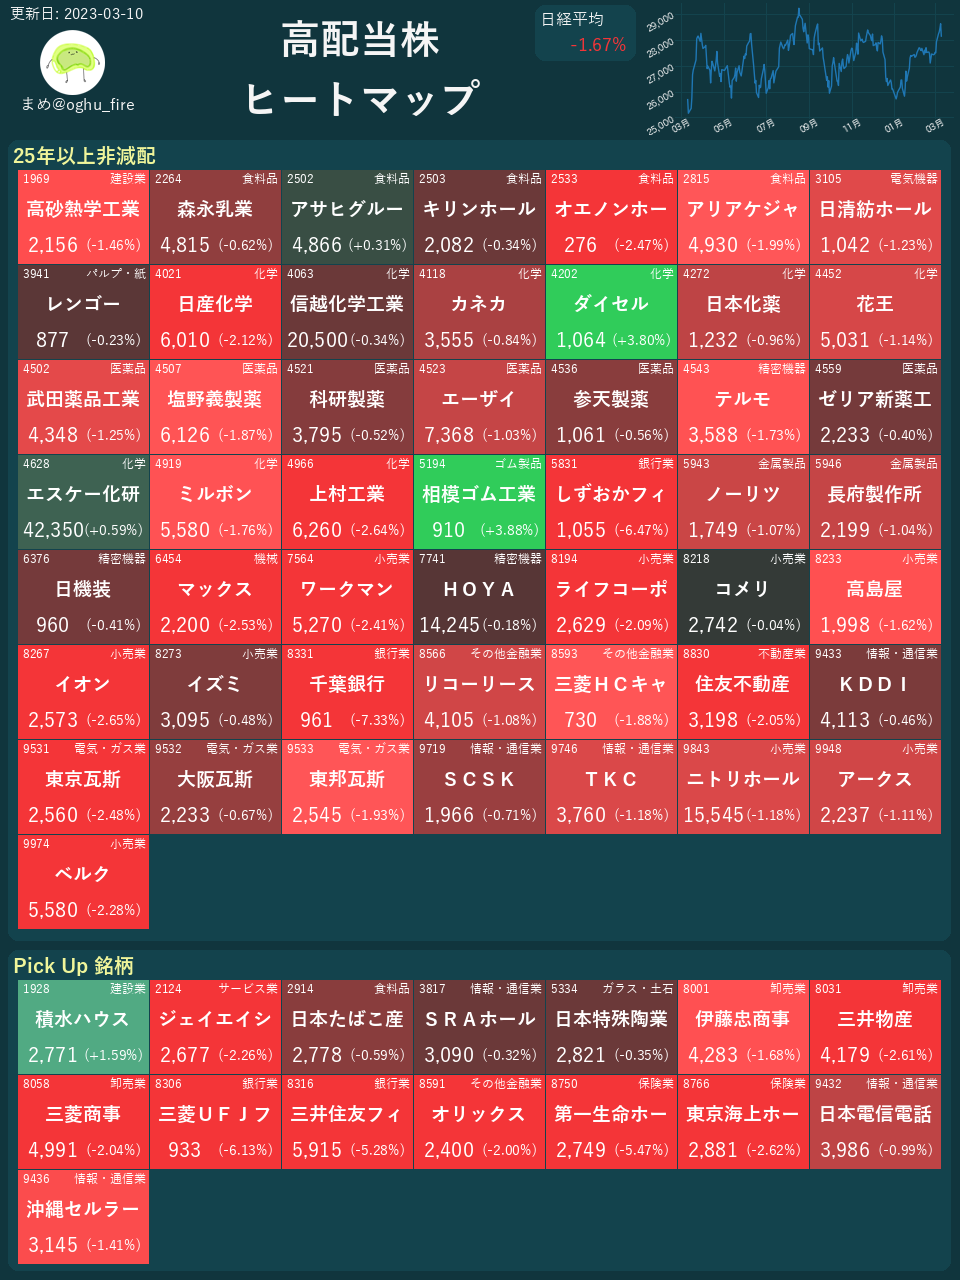 更新日: 2023-03-10
まめ@oghu_fire
高配当株
ヒートマップ
日経平均
-1.67%
29,000
28,000
27,000
26,000
25,000
03月 05月 07月 09月 11月 01月 03月
25年以上非減配
1969 建設業 2264 食料品 2502 食料品 2503 食料品 2533 食料品 2815 食料品 3105 電気機器
高砂熱学工業 森永乳業 アサヒグルー キリンホール オエノンホー アリアケジャ 日清紡ホール
2,156 (-1.46%) 4,815 (-0.62%) 4,866 (+0.31%) 2,082 (-0.34%) 276 (-2.47%) 4,930 (-1.99%) 1,042 (-1.23%)
3941 パルプ・紙 4021 化学 4063 化学 4118 化学 4202 化学 4272 化学 4452 化学
レンゴー 日産化学 信越化学工業 カネカ ダイセル 日本化薬 花王
877 (-0.23%) 6,010 (-2.12%) 20,500 (-0.34%) 3,555 (-0.84%) 1,064 (+3.80%) 1,232 (-0.96%) 5,031 (-1.14%)
4502 医薬品 4507 医薬品 4521 医薬品 4523 医薬品 4536 医薬品 4543 精密機器 4559 医薬品
武田薬品工業 塩野義製薬 科研製薬 エーザイ 参天製薬 テルモ ゼリア新薬工
4,348 (-1.25%) 6,126 (-1.87%) 3,795 (-0.52%) 7,368 (-1.03%) 1,061 (-0.56%) 3,588 (-1.73%) 2,233 (-0.40%)
4628 化学 4919 化学 4966 化学 5194 ゴム製品 5831 銀行業 5943 金属製品 5946 金属製品
エスケー化研 ミルボン 上村工業 相模ゴム工業 しずおかフィ ノーリツ 長府製作所
42,350 (+0.59%) 5,580 (-1.76%) 6,260 (-2.64%) 910 (+3.88%) 1,055 (-6.47%) 1,749 (-1.07%) 2,199 (-1.04%)
6376 精密機器 6454 機械 7564 小売業 7741 精密機器 8194 小売業 8218 小売業 8233 小売業
日機装 マックス ワークマン ＨＯＹＡ ライフコーポ コメリ 高島屋
960 (-0.41%) 2,200 (-2.53%) 5,270 (-2.41%) 14,245 (-0.18%) 2,629 (-2.09%) 2,742 (-0.04%) 1,998 (-1.62%)
8267 小売業 8273 小売業 8331 銀行業 8566 その他金融業 8593 その他金融業 8830 不動産業 9433 情報・通信業
イオン イズミ 千葉銀行 リコーリース 三菱ＨＣキャ 住友不動産 ＫＤＤＩ
2,573 (-2.65%) 3,095 (-0.48%) 961 (-7.33%) 4,105 (-1.08%) 730 (-1.88%) 3,198 (-2.05%) 4,113 (-0.46%)
9531 電気・ガス業 9532 電気・ガス業 9533 電気・ガス業 9719 情報・通信業 9746 情報・通信業 9843 小売業 9948 小売業
東京瓦斯 大阪瓦斯 東邦瓦斯 ＳＣＳＫ ＴＫＣ ニトリホール アークス
2,560 (-2.48%) 2,233 (-0.67%) 2,545 (-1.93%) 1,966 (-0.71%) 3,760 (-1.18%) 15,545 (-1.18%) 2,237 (-1.11%)
9974 小売業
ベルク
5,580 (-2.28%)
Pick Up 銘柄
1928 建設業 2124 サービス業 2914 食料品 3817 情報・通信業 5334 ガラス・土石 8001 卸売業 8031 卸売業
積水ハウス ジェイエイシ 日本たばこ産 ＳＲＡホール 日本特殊陶業 伊藤忠商事 三井物産
2,771 (+1.59%) 2,677 (-2.26%) 2,778 (-0.59%) 3,090 (-0.32%) 2,821 (-0.35%) 4,283 (-1.68%) 4,179 (-2.61%)
8058 卸売業 8306 銀行業 8316 銀行業 8591 その他金融業 8750 保険業 8766 保険業 9432 情報・通信業
三菱商事 三菱ＵＦＪフ 三井住友フィ オリックス 第一生命ホー 東京海上ホー 日本電信電話
4,991 (-2.04%) 933 (-6.13%) 5,915 (-5.28%) 2,400 (-2.00%) 2,749 (-5.47%) 2,881 (-2.62%) 3,986 (-0.99%)
9436 情報・通信業
沖縄セルラー
3,145 (-1.41%)